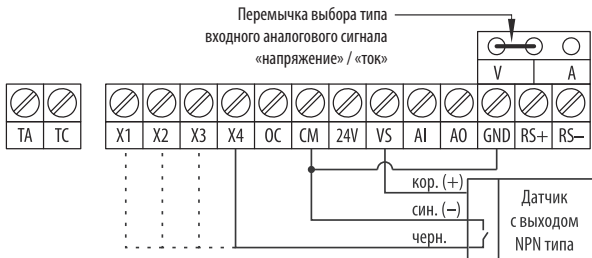 Перемычка выбора типа
входного аналогового сигнала
«напряжение» / «ток»
V A
TA TC X1 X2 X3 X4 OC CM 24V VS AI AO GND RS+ RS–
кор. (+)
син. (–)
черн.
Датчик
с выходом
NPN типа